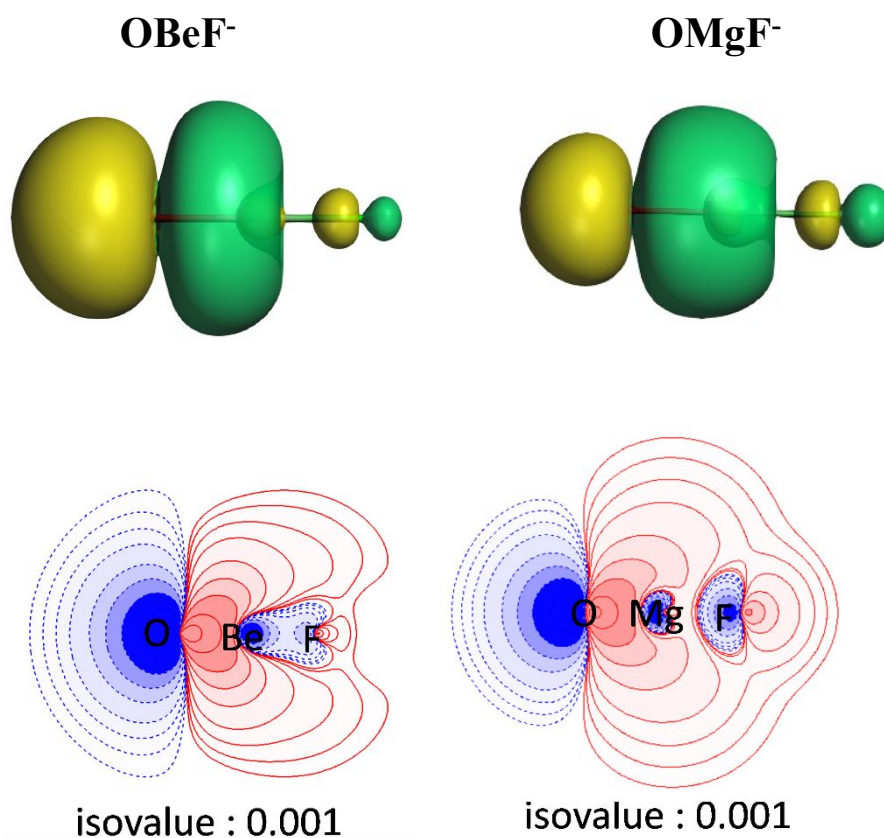 OBeF⁻ OMgF⁻
O Be F O Mg F
isovalue : 0.001 isovalue : 0.001